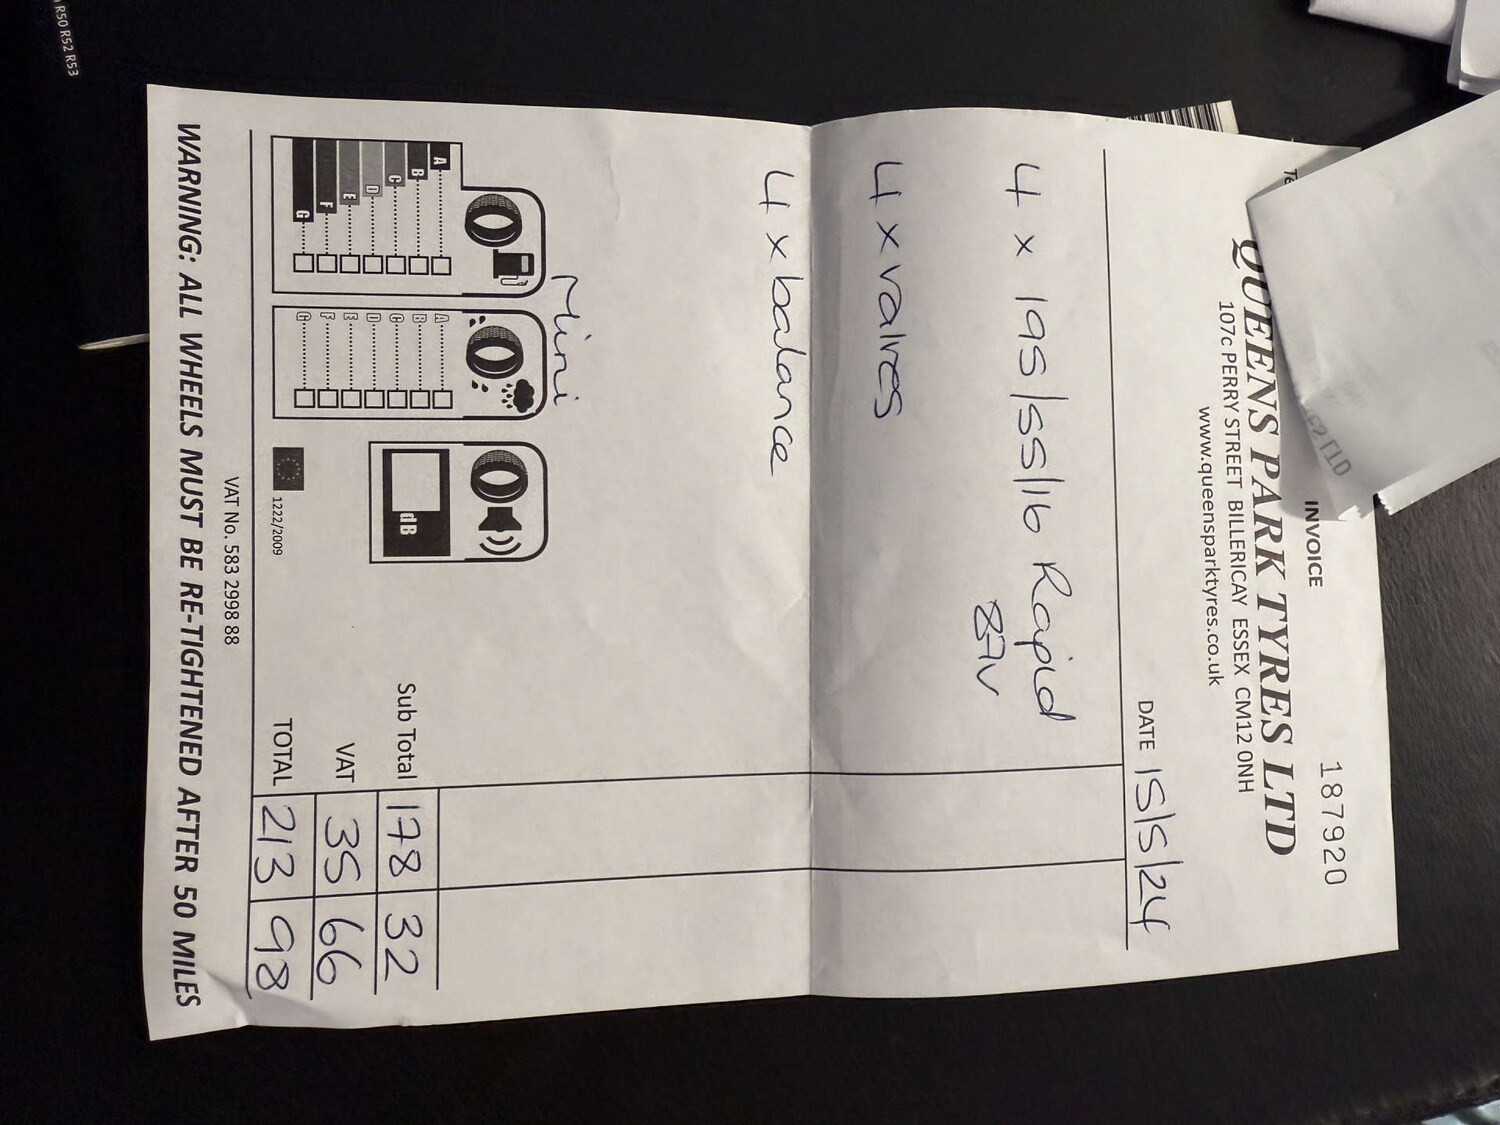 R50 R52 R53
INVOICE
187920
QUEENS PARK TYRES LTD
107c PERRY STREET BILLERICAY ESSEX CM12 0NH
www.queensparktyres.co.uk
DATE 15/5/24
4 x 195/55/16 Rapid
87v
4 x valves
4 x balance
Mini
A
B
C
D
E
F
G
A
B
C
D
E
F
G
dB
1222/2009
Sub Total 178 32
VAT 35 66
TOTAL 213 98
VAT No. 583 2998 88
WARNING: ALL WHEELS MUST BE RE-TIGHTENED AFTER 50 MILES